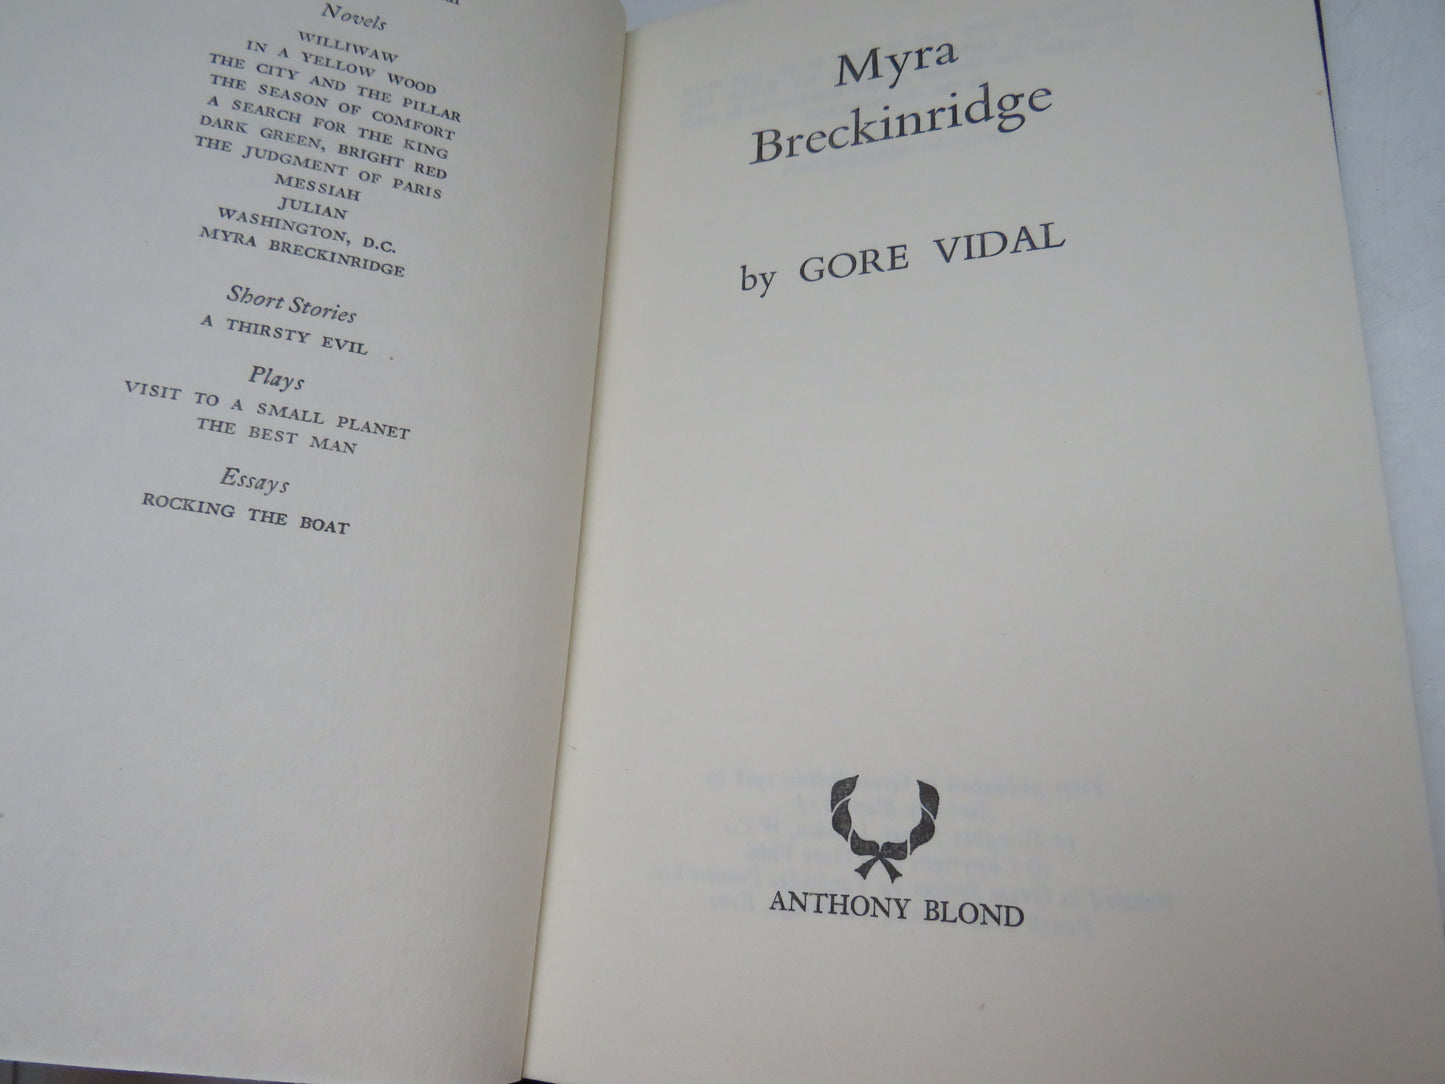 Novels
WILLIWAW
IN A YELLOW WOOD
THE CITY AND THE PILLAR
THE SEASON OF COMFORT
A SEARCH FOR THE KING
DARK GREEN, BRIGHT RED
THE JUDGMENT OF PARIS
MESSIAH
JULIAN
WASHINGTON, D.C.
MYRA BRECKINRIDGE
Short Stories
A THIRSTY EVIL
Plays
VISIT TO A SMALL PLANET
THE BEST MAN
Essays
ROCKING THE BOAT
Myra
Breckinridge
by GORE VIDAL
ANTHONY BLOND